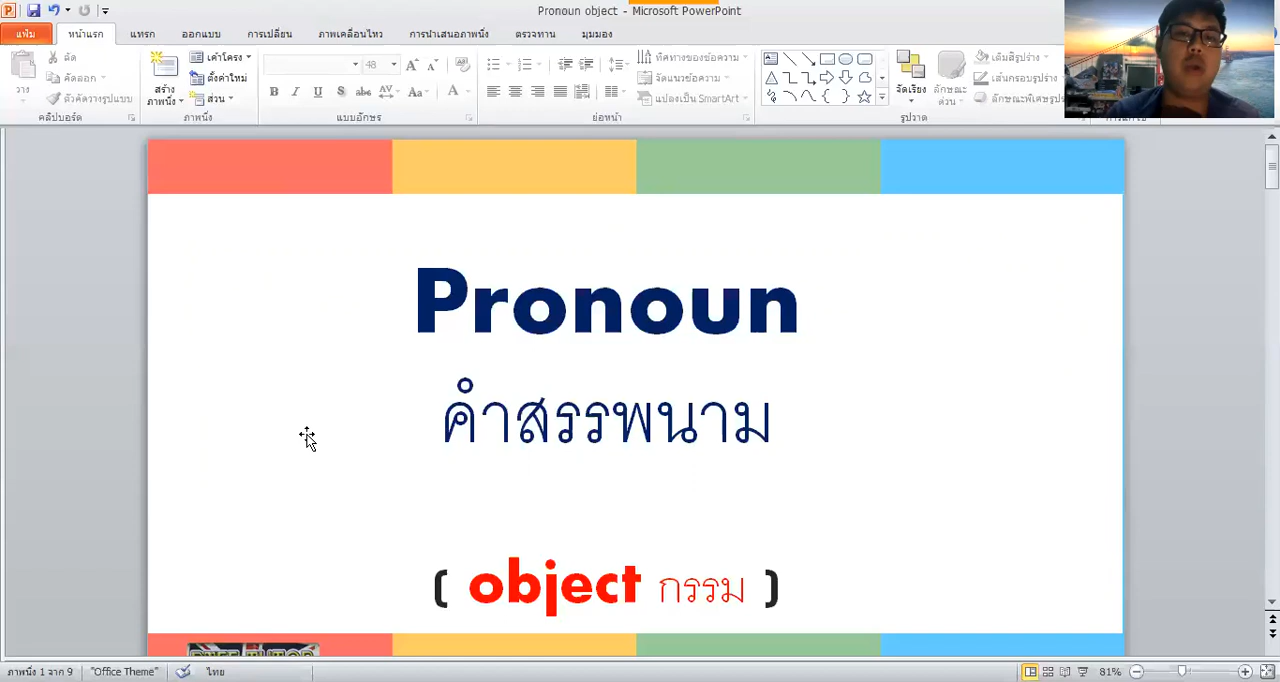 Pronoun object - Microsoft PowerPoint
แฟ้ม หน้าแรก แทรก ออกแบบ การเปลี่ยน ภาพเคลื่อนไหว การนำเสนอภาพนิ่ง ตรวจทาน มุมมอง
วาง
ตัด
คัดลอก
ตัวคัดวางรูปแบบ
คลิปบอร์ด
สร้าง
ภาพนิ่ง
เค้าโครง
ตั้งค่าใหม่
ส่วน
ภาพนิ่ง
48
B I U S abc AV Aa A
แบบอักษร
ทิศทางข้อความ
จัดแนวข้อความ
แปลงเป็น SmartArt
ย่อหน้า
จัดเรียง
ลักษณะ
ด่วน
เติมสีรูปร่าง
เส้นกรอบรูปร่าง
ลักษณะพิเศษรูป
รูปวาด
Pronoun
คำสรรพนาม
( object กรรม )
ภาพนิ่ง 1 จาก 9 "Office Theme" ไทย 81%